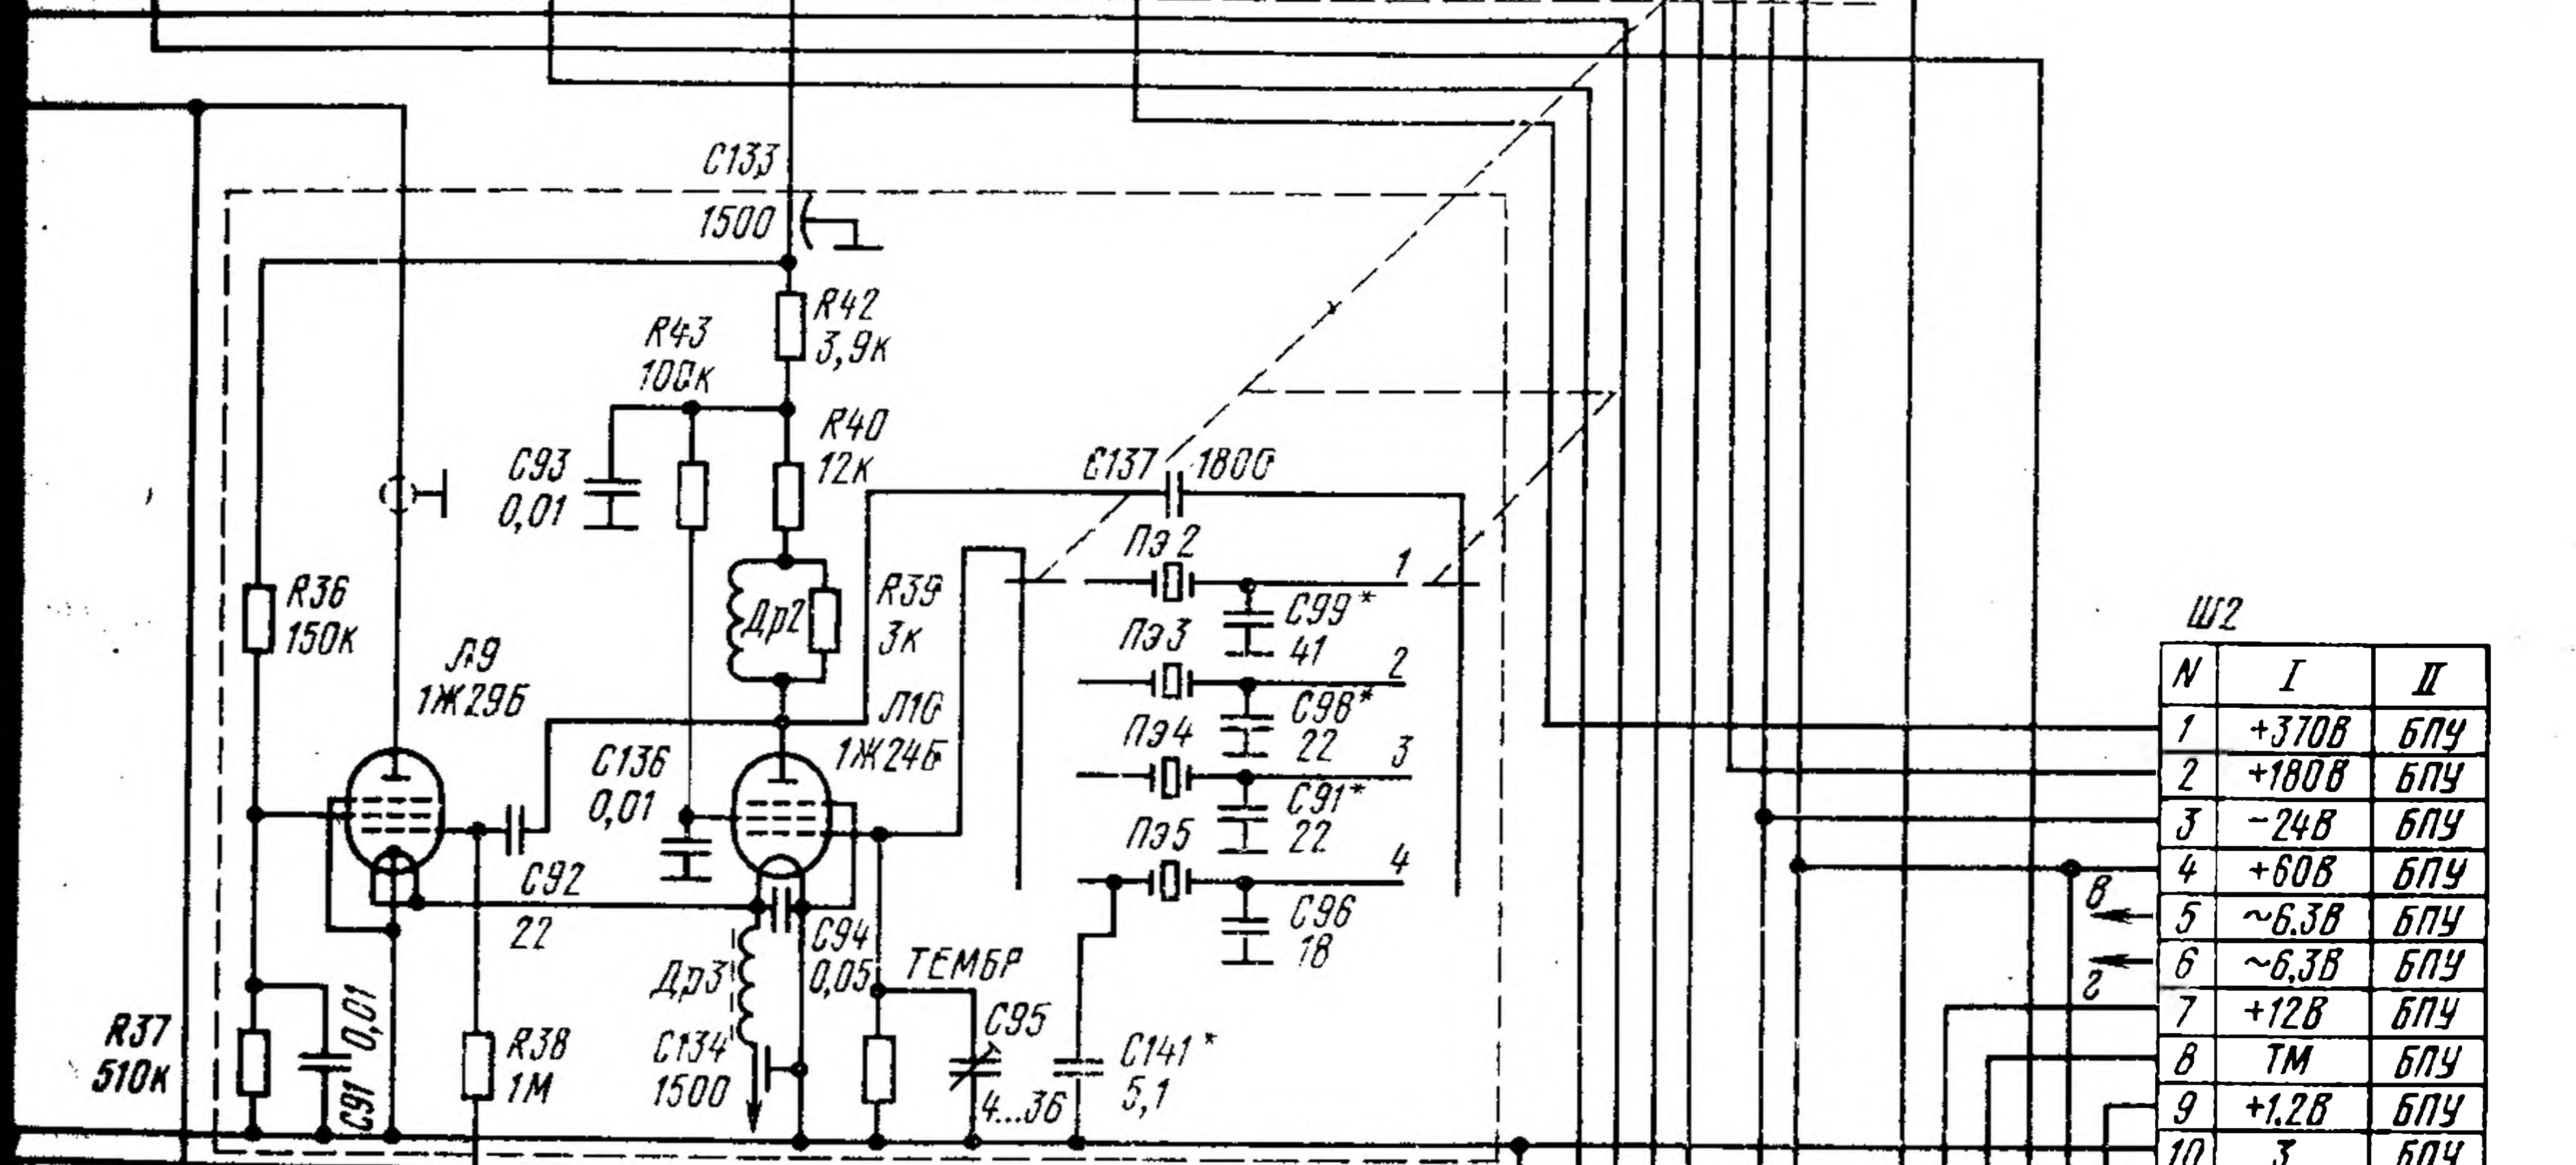 С133
1500
R42
3,9к
R43
100к
R40
12к
С93
0,01
С137 1800
Пэ2
1
С99*
41
R36
150к
Др2
R39
3к
Пэ3
2
С98*
22
Л9
1Ж29Б
Л10
1Ж24Б
Пэ4
3
С91*
22
С136
0,01
Пэ5
4
С96
18
С92
22
С94
0,05
ТЕМБР
Др3
С95
4...36
R37
510к
С91 0,01
R38
1М
С134
1500
С141*
5,1
Ш2
N I II
1 +370В БПУ
2 +180В БПУ
3 -24В БПУ
4 +60В БПУ
в
5 ~6.3В БПУ
6 ~6,3В БПУ
г
7 +12В БПУ
8 ТМ БПУ
9 +1.2В БПУ
10 З БПУ